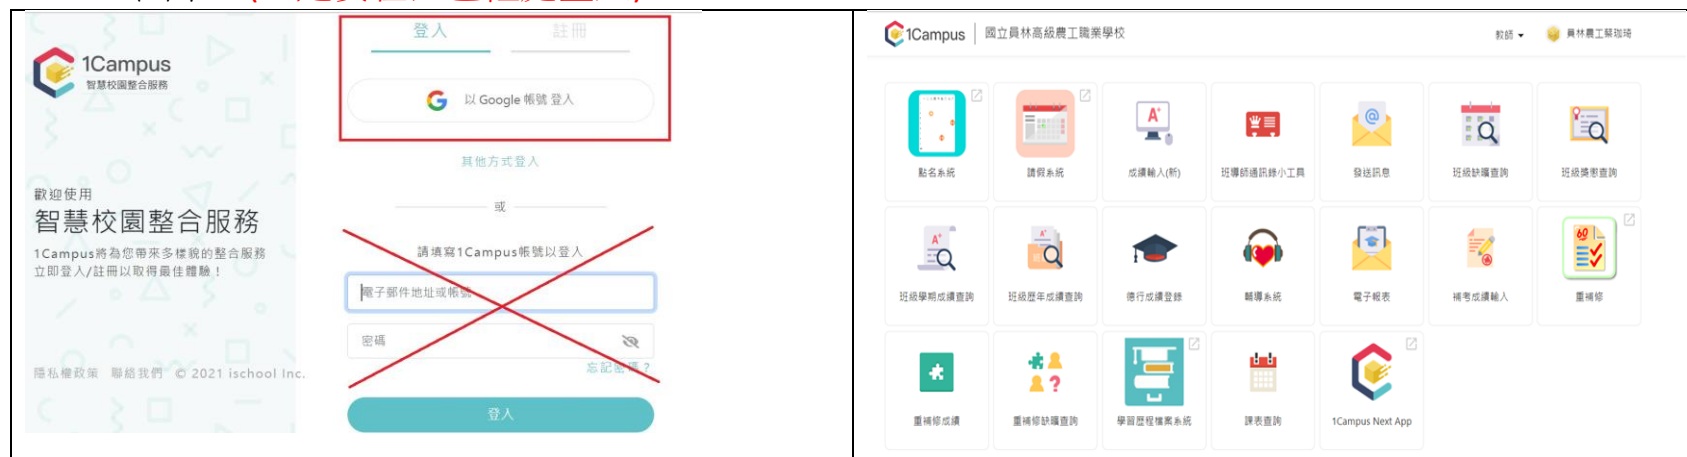 登入
註冊
1Campus
智慧校園整合服務
以 Google 帳號 登入
其他方式登入
或
歡迎使用
智慧校園整合服務
1Campus將為您帶來多樣貌的整合服務
立即登入/註冊以取得最佳體驗！
請填寫1Campus帳號以登入
電子郵件地址或帳號
密碼
忘記密碼？
隱私權政策 聯絡我們 © 2021 ischool Inc.
登入
1Campus 國立員林高級農工職業學校
教師
員林農工蔡珈琦
點名系統
請假系統
成績輸入(新)
班導師通訊錄小工具
發送訊息
班級缺曠查詢
班級獎懲查詢
班級學期成績查詢
班級歷年成績查詢
德行成績登錄
輔導系統
電子報表
補考成績輸入
重補修
重補修成績
重補修缺曠查詢
學習歷程檔案系統
課表查詢
1Campus Next App